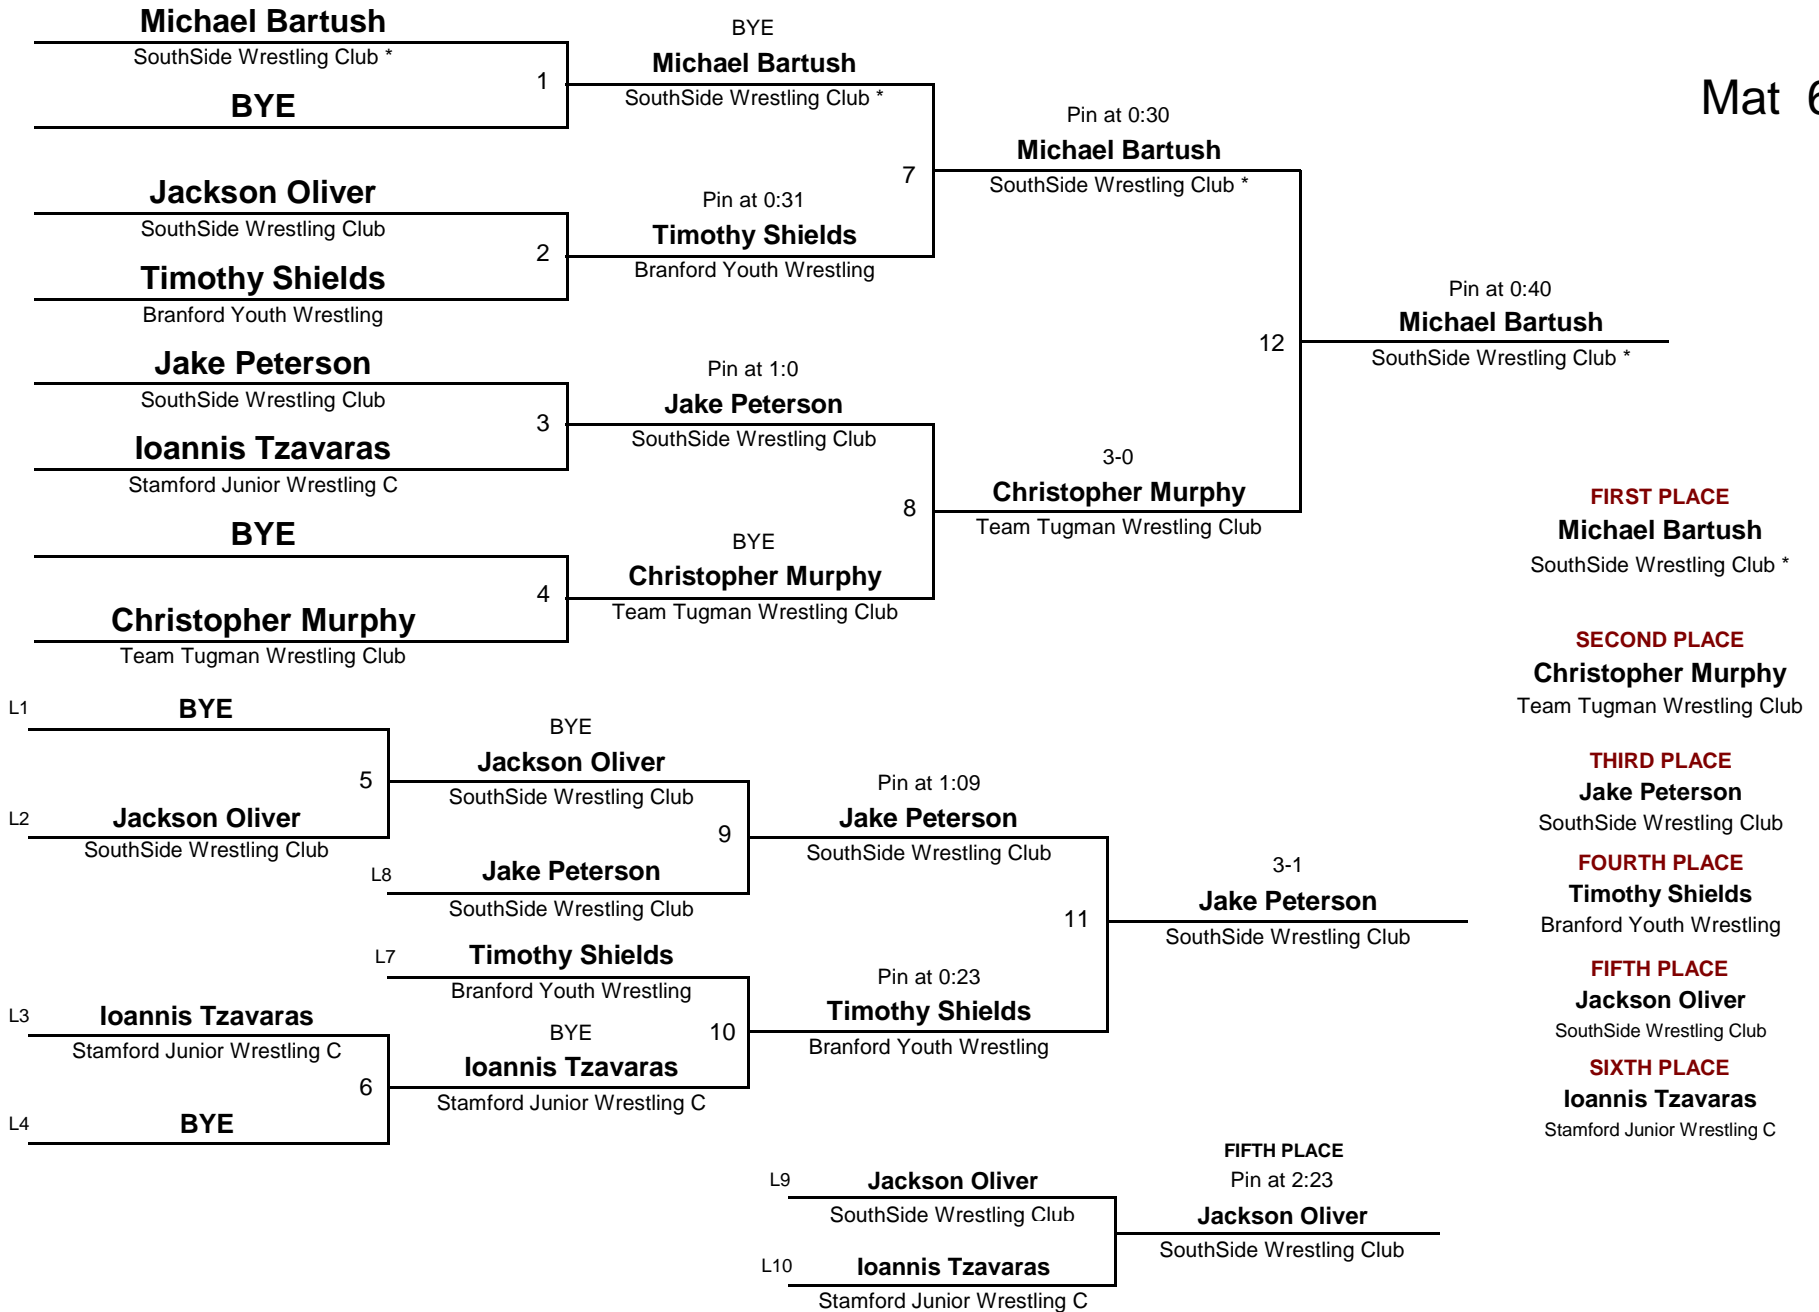 Michael Bartush
SouthSide Wrestling Club *
1
BYE
BYE
Michael Bartush
SouthSide Wrestling Club *
Mat 6
Jackson Oliver
SouthSide Wrestling Club
2
Timothy Shields
Branford Youth Wrestling
Pin at 0:31
Timothy Shields
Branford Youth Wrestling
7
Pin at 0:30
Michael Bartush
SouthSide Wrestling Club *
Jake Peterson
SouthSide Wrestling Club
3
Ioannis Tzavaras
Stamford Junior Wrestling C
Pin at 1:0
Jake Peterson
SouthSide Wrestling Club
BYE
4
Christopher Murphy
Team Tugman Wrestling Club
BYE
Christopher Murphy
Team Tugman Wrestling Club
8
3-0
Christopher Murphy
Team Tugman Wrestling Club
12
Pin at 0:40
Michael Bartush
SouthSide Wrestling Club *
FIRST PLACE
Michael Bartush
SouthSide Wrestling Club *
SECOND PLACE
Christopher Murphy
Team Tugman Wrestling Club
THIRD PLACE
Jake Peterson
SouthSide Wrestling Club
FOURTH PLACE
Timothy Shields
Branford Youth Wrestling
FIFTH PLACE
Jackson Oliver
SouthSide Wrestling Club
SIXTH PLACE
Ioannis Tzavaras
Stamford Junior Wrestling C
L1
BYE
5
L2
Jackson Oliver
SouthSide Wrestling Club
BYE
Jackson Oliver
SouthSide Wrestling Club
9
L8
Jake Peterson
SouthSide Wrestling Club
Pin at 1:09
Jake Peterson
SouthSide Wrestling Club
L7
Timothy Shields
Branford Youth Wrestling
10
L3
Ioannis Tzavaras
Stamford Junior Wrestling C
6
L4
BYE
BYE
Ioannis Tzavaras
Stamford Junior Wrestling C
Pin at 0:23
Timothy Shields
Branford Youth Wrestling
11
3-1
Jake Peterson
SouthSide Wrestling Club
L9
Jackson Oliver
SouthSide Wrestling Club
L10
Ioannis Tzavaras
Stamford Junior Wrestling C
FIFTH PLACE
Pin at 2:23
Jackson Oliver
SouthSide Wrestling Club